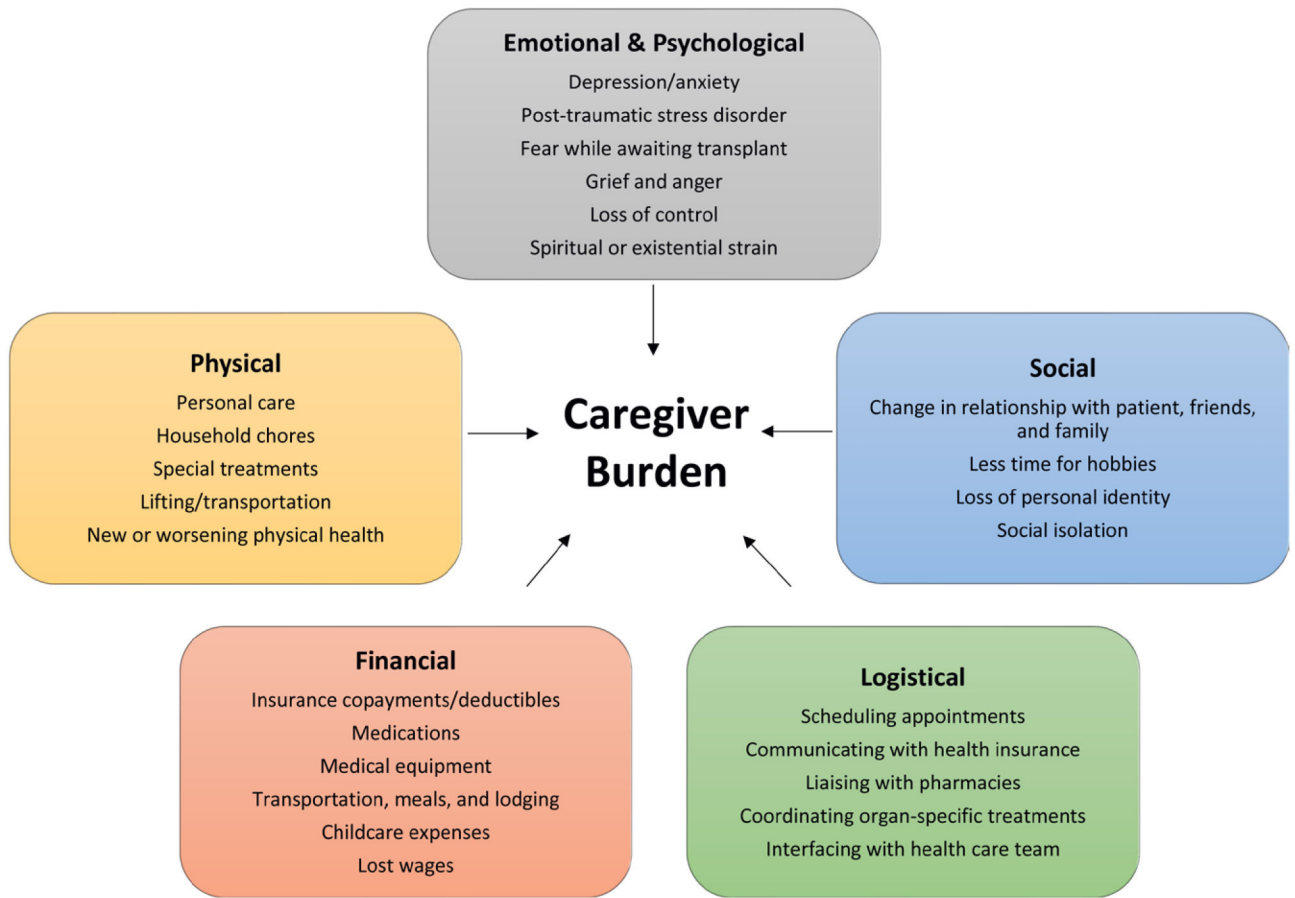 Emotional & Psychological
Depression/anxiety
Post-traumatic stress disorder
Fear while awaiting transplant
Grief and anger
Loss of control
Spiritual or existential strain
Physical
Personal care
Household chores
Special treatments
Lifting/transportation
New or worsening physical health
Caregiver
Burden
Social
Change in relationship with patient, friends,
and family
Less time for hobbies
Loss of personal identity
Social isolation
Financial
Insurance copayments/deductibles
Medications
Medical equipment
Transportation, meals, and lodging
Childcare expenses
Lost wages
Logistical
Scheduling appointments
Communicating with health insurance
Liaising with pharmacies
Coordinating organ-specific treatments
Interfacing with health care team